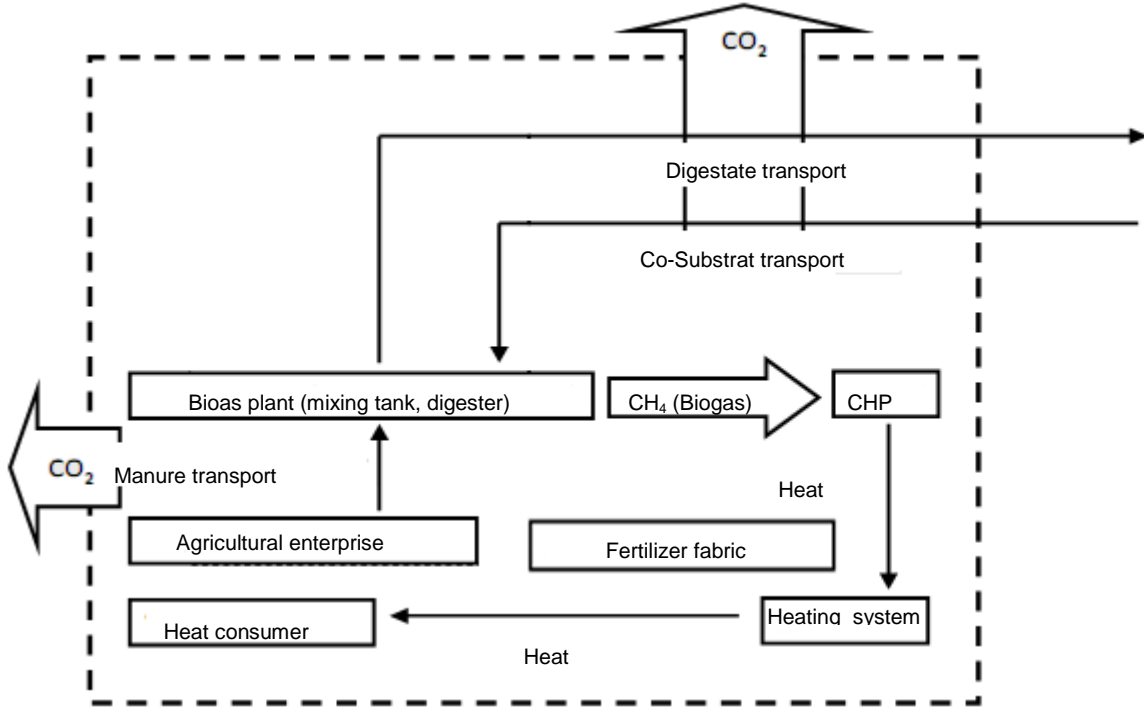 CO₂
Digestate transport
Co-Substrat transport
Bioas plant (mixing tank, digester)
CH₄ (Biogas)
CHP
CO₂
Manure transport
Heat
Agricultural enterprise
Fertilizer fabric
Heat consumer
Heating system
Heat